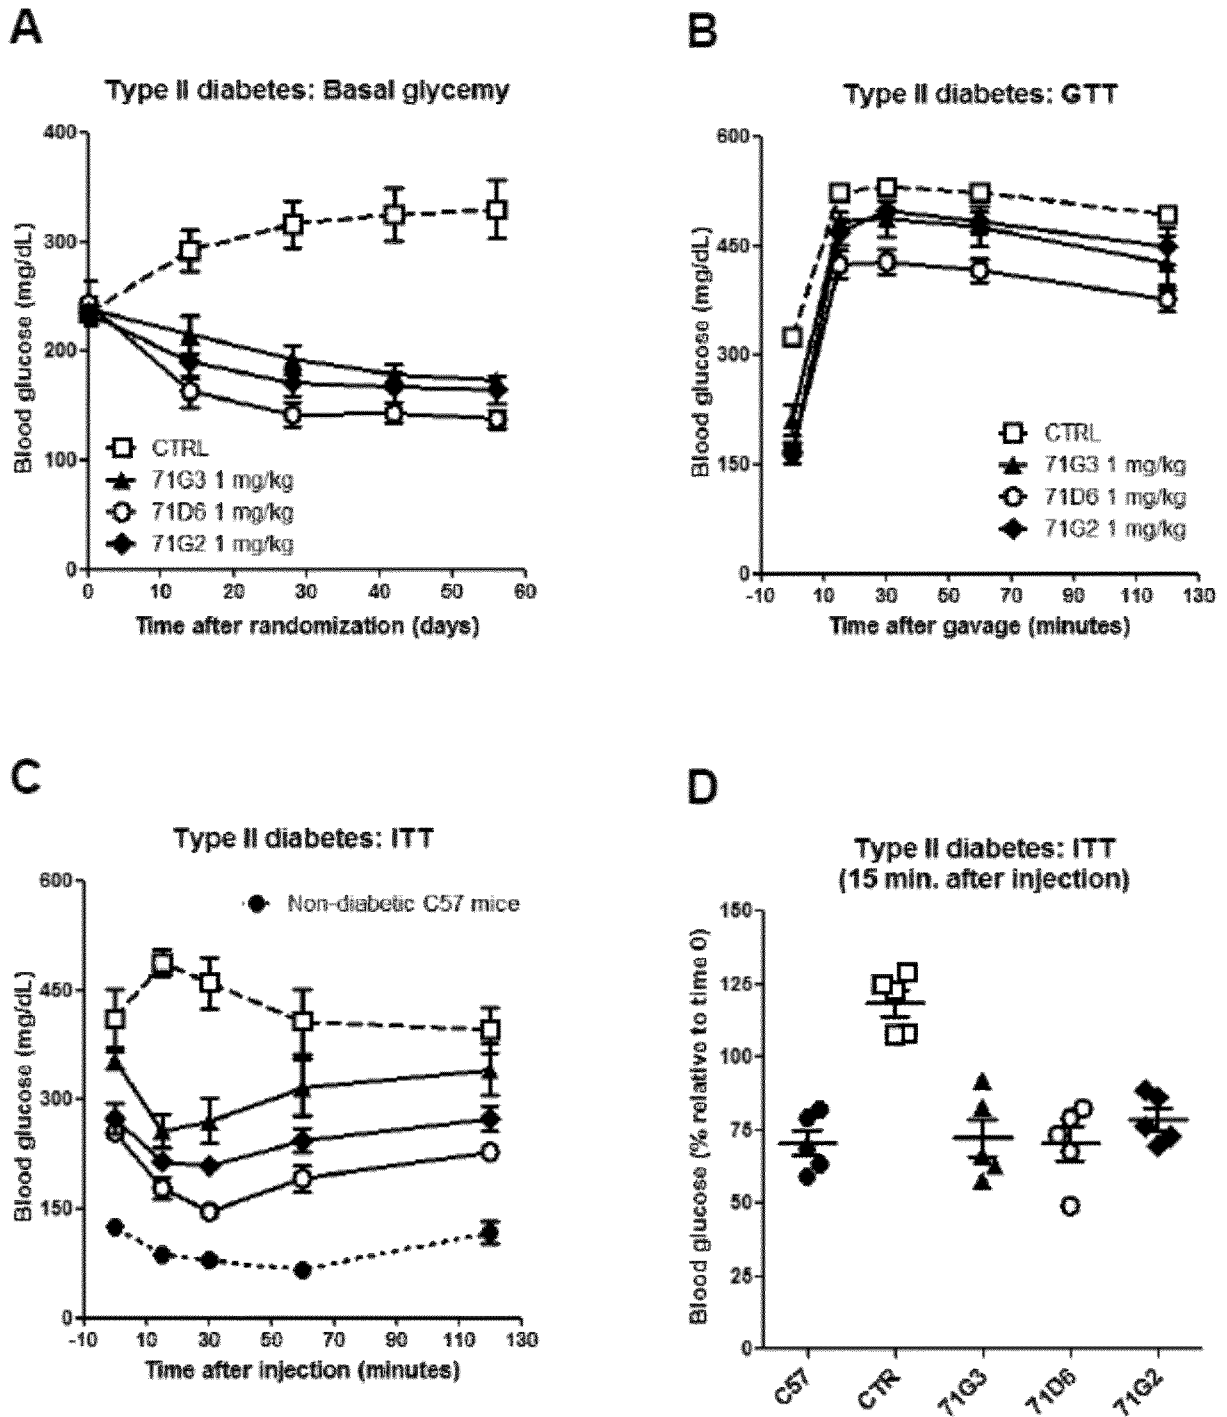 A
Type II diabetes: Basal glycemy
Blood glucose (mg/dL)
400
300
200
100
0
CTRL
71G3 1 mg/kg
71D6 1 mg/kg
71G2 1 mg/kg
0 10 20 30 40 50 60
Time after randomization (days)
B
Type II diabetes: GTT
Blood glucose (mg/dL)
600
450
300
150
0
CTRL
71G3 1 mg/kg
71D6 1 mg/kg
71G2 1 mg/kg
-10 10 30 50 70 90 110 130
Time after gavage (minutes)
C
Type II diabetes: ITT
Blood glucose (mg/dL)
600
450
300
150
0
Non-diabetic C57 mice
-10 10 30 50 70 90 110 130
Time after injection (minutes)
D
Type II diabetes: ITT
(15 min. after injection)
Blood glucose (% relative to time 0)
150
125
100
75
50
25
0
C57 CTR 71G3 71D6 71G2